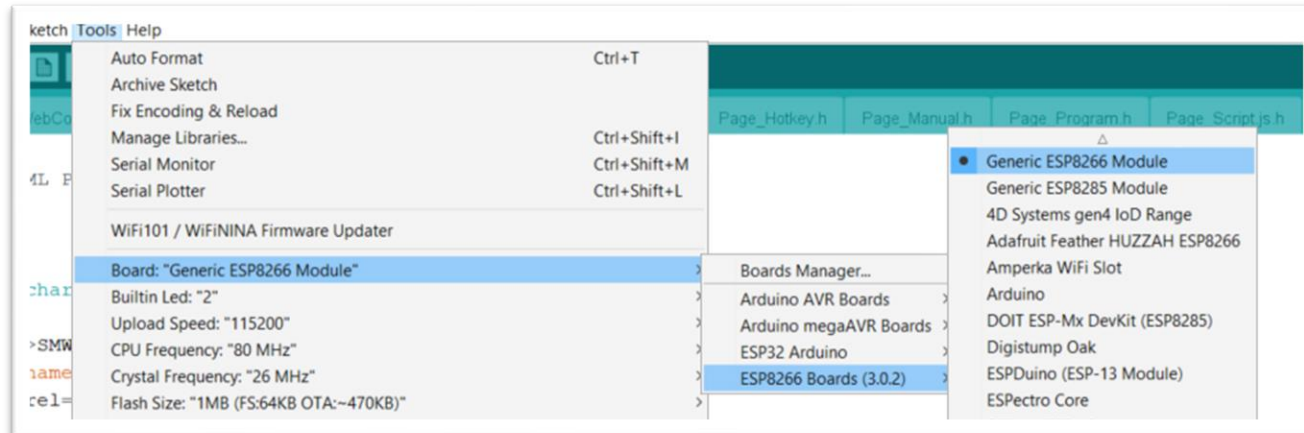 ketch Tools Help
Auto Format Ctrl+T
Archive Sketch
Fix Encoding & Reload
Manage Libraries... Ctrl+Shift+I
Serial Monitor Ctrl+Shift+M
Serial Plotter Ctrl+Shift+L
WiFi101 / WiFiNINA Firmware Updater
Board: "Generic ESP8266 Module"
Builtin Led: "2"
Upload Speed: "115200"
CPU Frequency: "80 MHz"
Crystal Frequency: "26 MHz"
Flash Size: "1MB (FS:64KB OTA:~470KB)"
Boards Manager...
Arduino AVR Boards
Arduino megaAVR Boards
ESP32 Arduino
ESP8266 Boards (3.0.2)
Page_Hotkey.h Page_Manual.h Page_Program.h Page_Script.js.h
Generic ESP8266 Module
Generic ESP8285 Module
4D Systems gen4 IoD Range
Adafruit Feather HUZZAH ESP8266
Amperka WiFi Slot
Arduino
DOIT ESP-Mx DevKit (ESP8285)
Digistump Oak
ESPDuino (ESP-13 Module)
ESPectro Core
char
>SMW
name
rel=